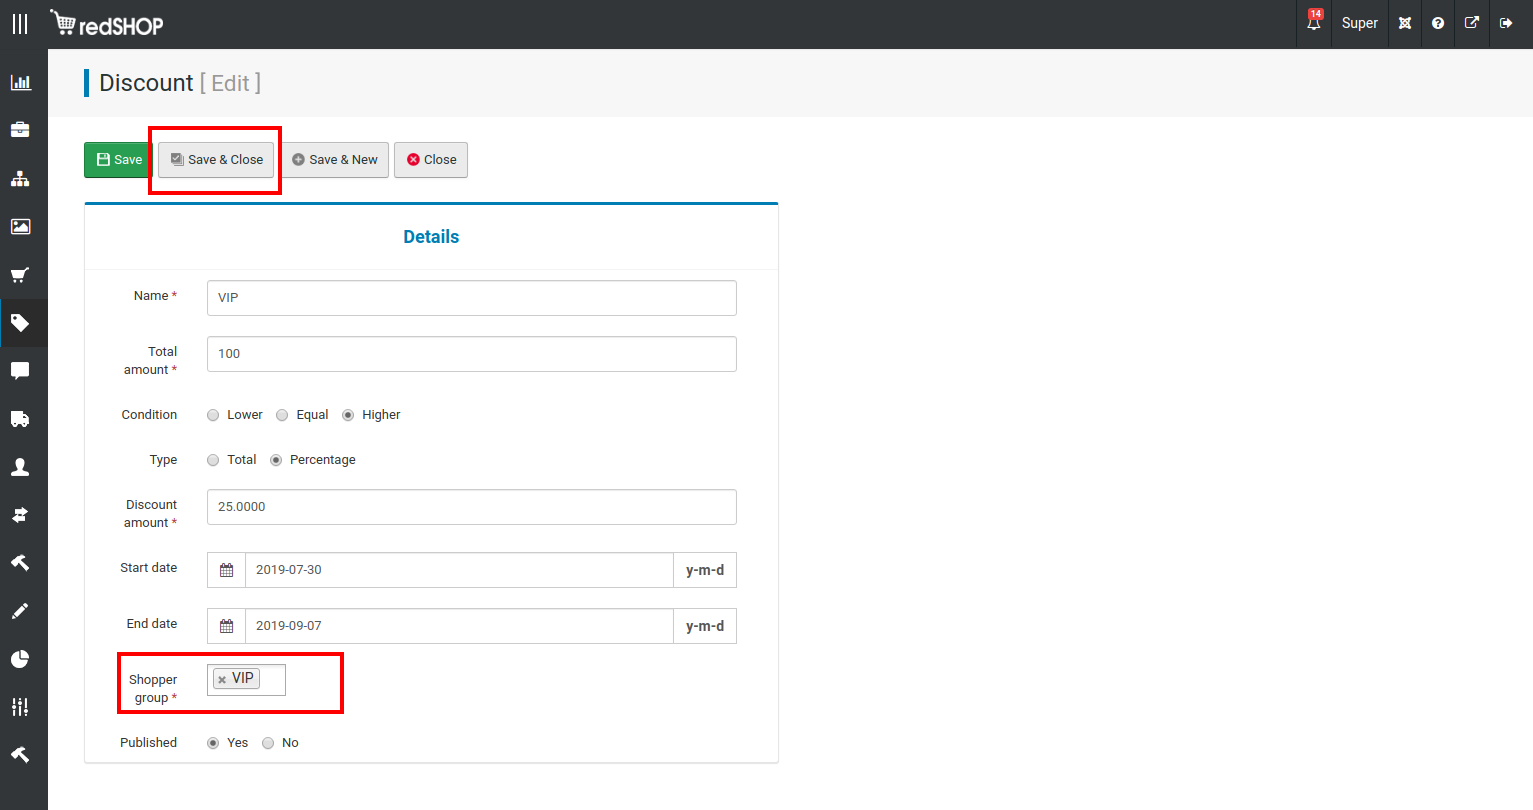 redSHOP
14
Super
Discount [ Edit ]
Save
Save & Close
Save & New
Close
Details
Name *
VIP
Total
amount *
100
Condition
Lower
Equal
Higher
Type
Total
Percentage
Discount
amount *
25.0000
Start date
2019-07-30
y-m-d
End date
2019-09-07
y-m-d
Shopper
group *
VIP
Published
Yes
No